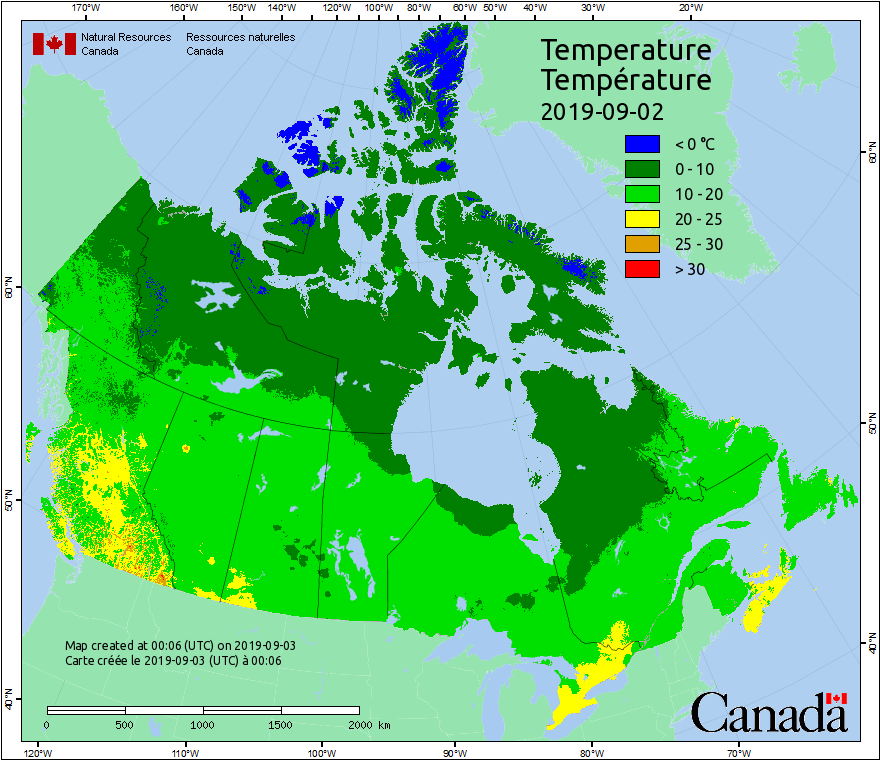 170°W 160°W 150°W 140°W 120°W 110°W 100°W 80°W 60°W 50°W 40°W 30°W 20°W
Natural Resources Ressources naturelles
Canada Canada
Temperature
Température
2019-09-02
< 0 °C
0 - 10
10 - 20
20 - 25
25 - 30
> 30
60°N
50°N
40°N
60°N
50°N
40°N
Map created at 00:06 (UTC) on 2019-09-03
Carte créée le 2019-09-03 (UTC) à 00:06
0 500 1000 1500 2000 km
Canada
120°W 110°W 100°W 90°W 80°W 70°W